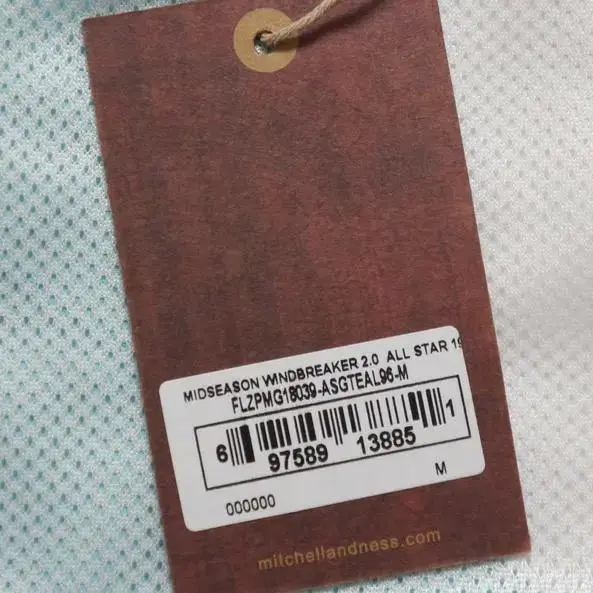 MIDSEASON WINDBREAKER 2.0 ALL STAR 19
FLZPMG18039-ASGTEAL96-M
6 97589 13885 1
000000 M
mitchellandness.com